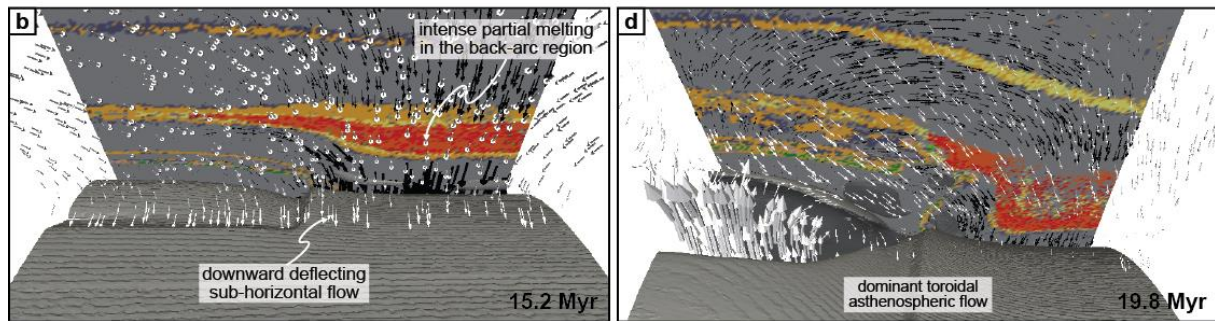 b
intense partial melting
in the back-arc region
downward deflecting
sub-horizontal flow
15.2 Myr
d
dominant toroidal
asthenospheric flow
19.8 Myr